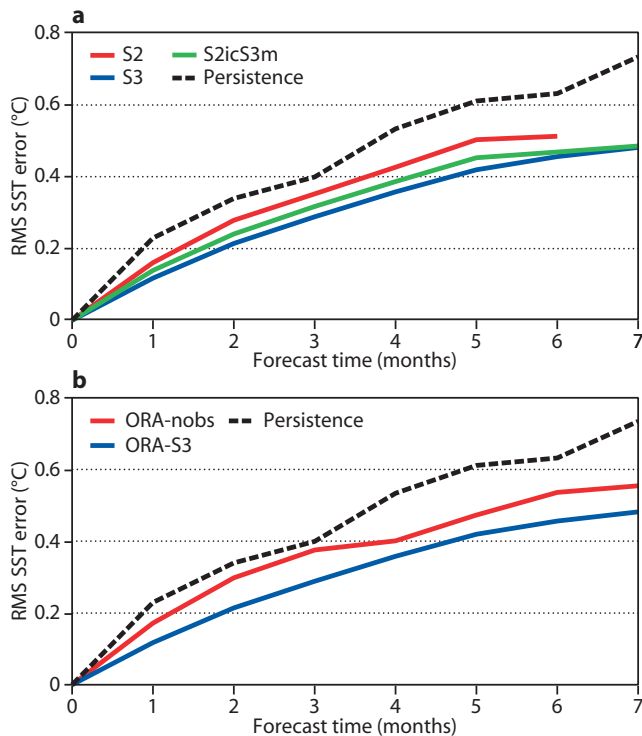 a
0.8
S2 S2icS3m
S3 Persistence
0.6
0.4
0.2
0
RMS SST error (°C)
0 1 2 3 4 5 6 7
Forecast time (months)
b
0.8
ORA-nobs Persistence
ORA-S3
0.6
0.4
0.2
0
RMS SST error (°C)
0 1 2 3 4 5 6 7
Forecast time (months)